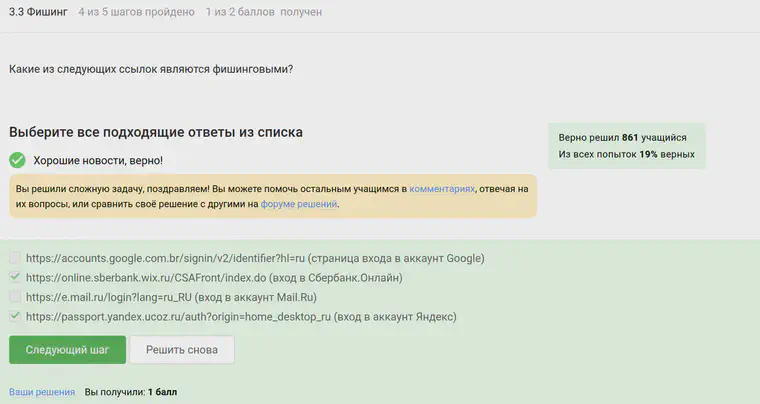 3.3 Фишинг 4 из 5 шагов пройдено 1 из 2 баллов получен
Какие из следующих ссылок являются фишинговыми?
Выберите все подходящие ответы из списка
Верно решил 861 учащийся
Из всех попыток 19% верных
Хорошие новости, верно!
Вы решили сложную задачу, поздравляем! Вы можете помочь остальным учащимся в комментариях, отвечая на
их вопросы, или сравнить своё решение с другими на форуме решений.
https://accounts.google.com.br/signin/v2/identifier?hl=ru (страница входа в аккаунт Google)
https://online.sberbank.wix.ru/CSAFront/index.do (вход в Сбербанк.Онлайн)
https://e.mail.ru/login?lang=ru_RU (вход в аккаунт Mail.Ru)
https://passport.yandex.ucoz.ru/auth?origin=home_desktop_ru (вход в аккаунт Яндекс)
Следующий шаг Решить снова
Ваши решения Вы получили: 1 балл